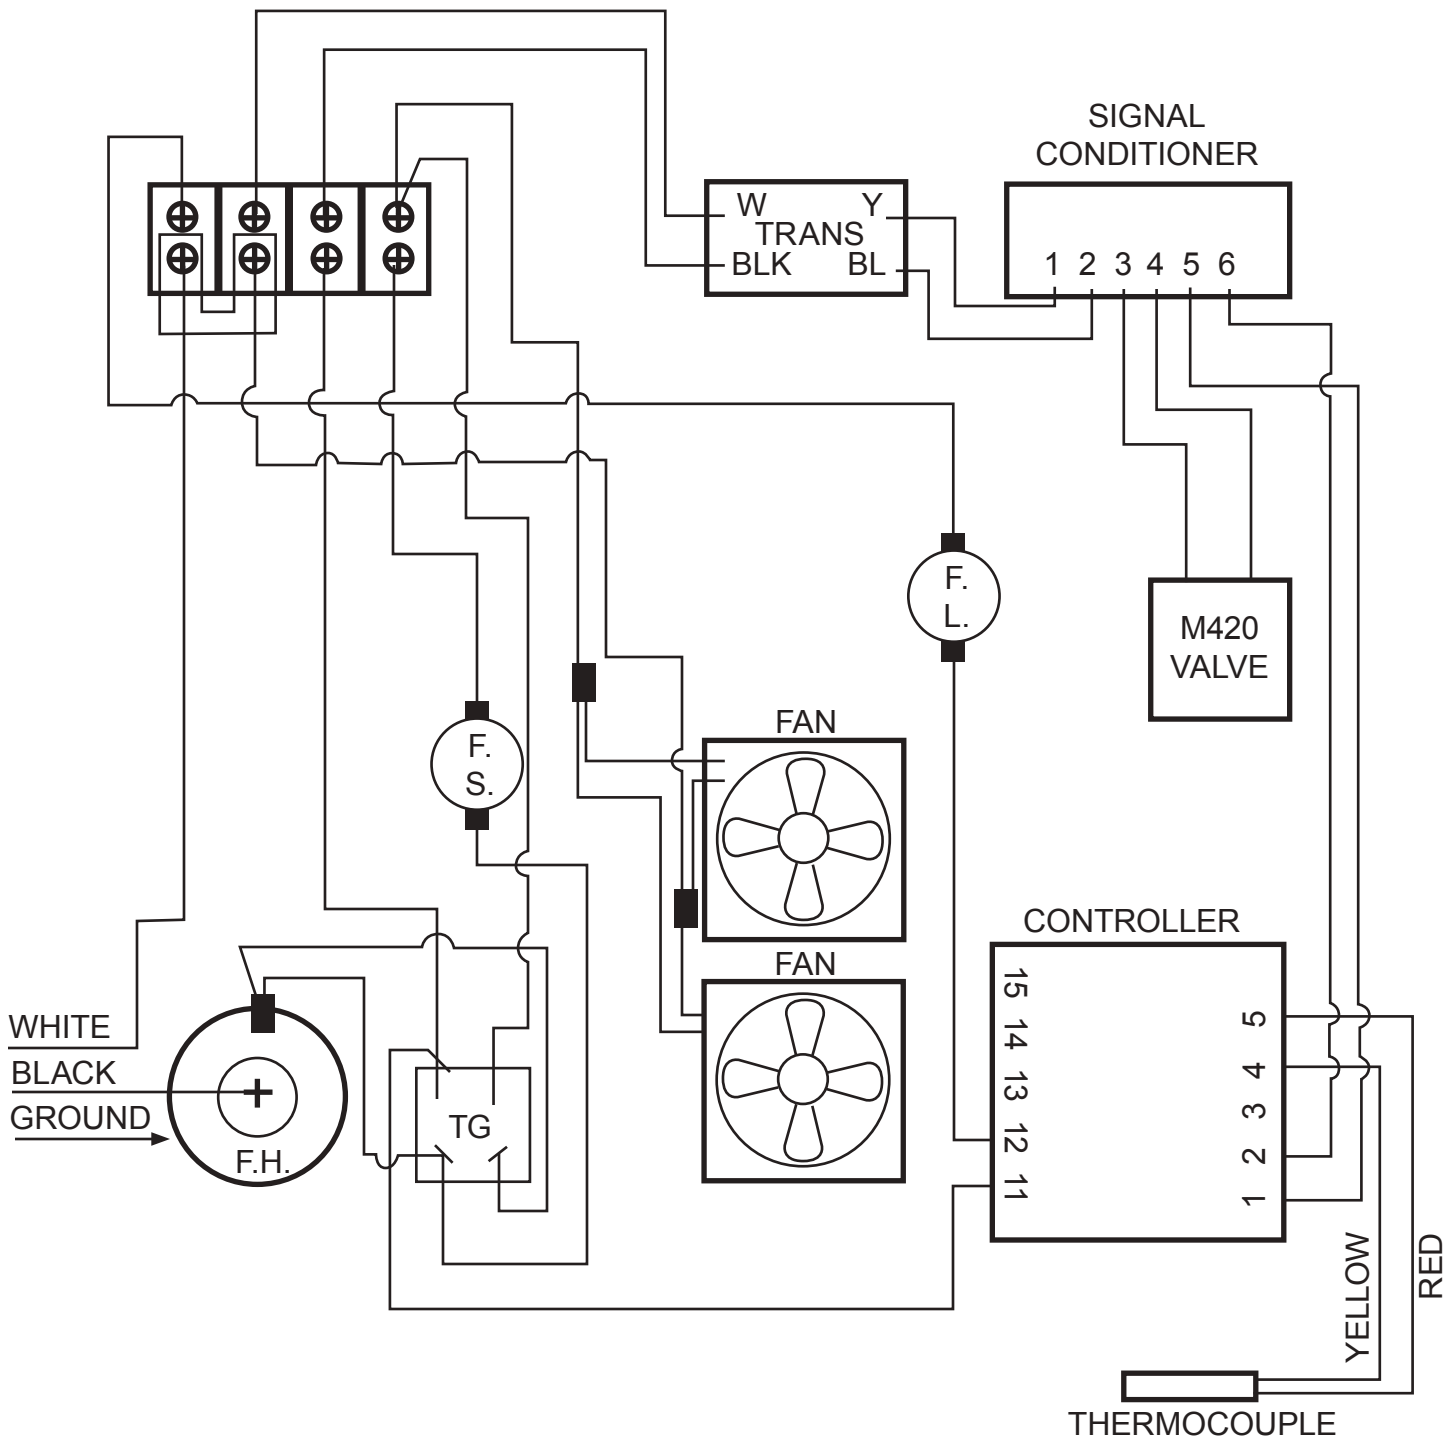 SIGNAL
CONDITIONER
W Y
TRANS
BLK BL
1 2 3 4 5 6
F.
L.
M420
VALVE
FAN
F.
S.
CONTROLLER
FAN
15
14
13
12
11
5
4
3
2
1
WHITE
BLACK
GROUND
F.H.
TG
YELLOW
RED
THERMOCOUPLE